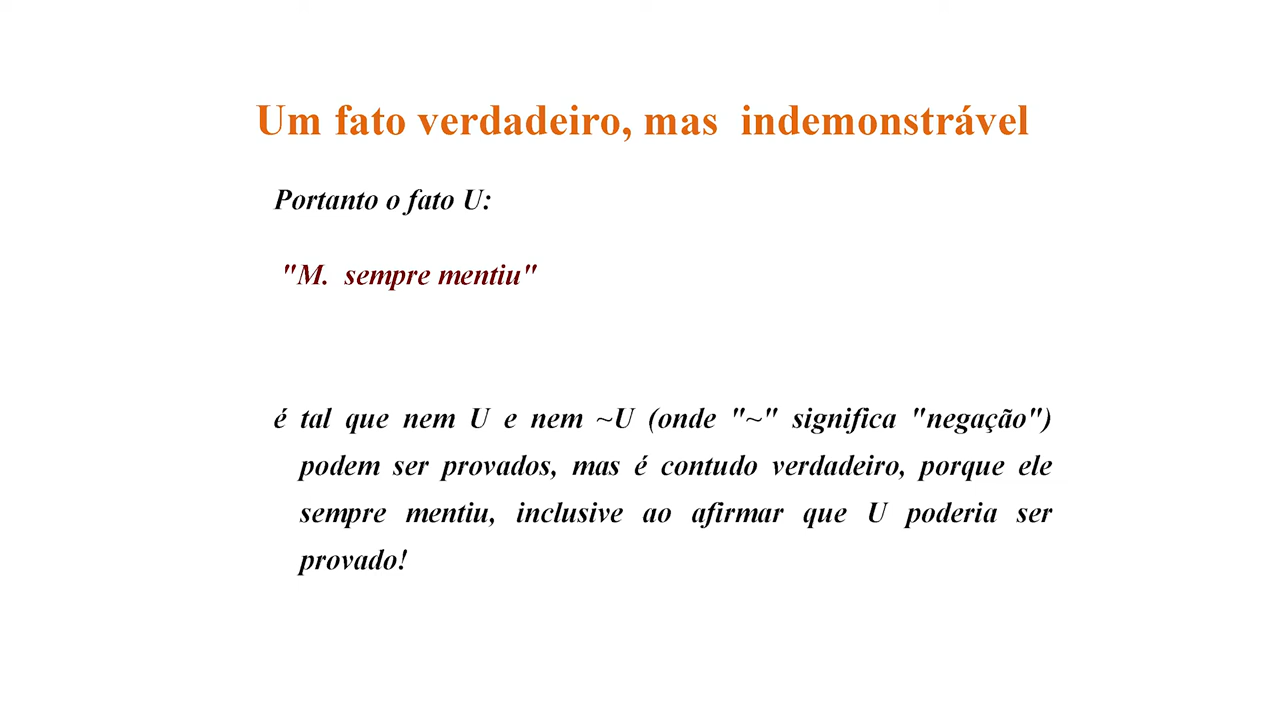 Um fato verdadeiro, mas indemonstrável
Portanto o fato U:
"M. sempre mentiu"
é tal que nem U e nem ~U (onde "~" significa "negação")
podem ser provados, mas é contudo verdadeiro, porque ele
sempre mentiu, inclusive ao afirmar que U poderia ser
provado!